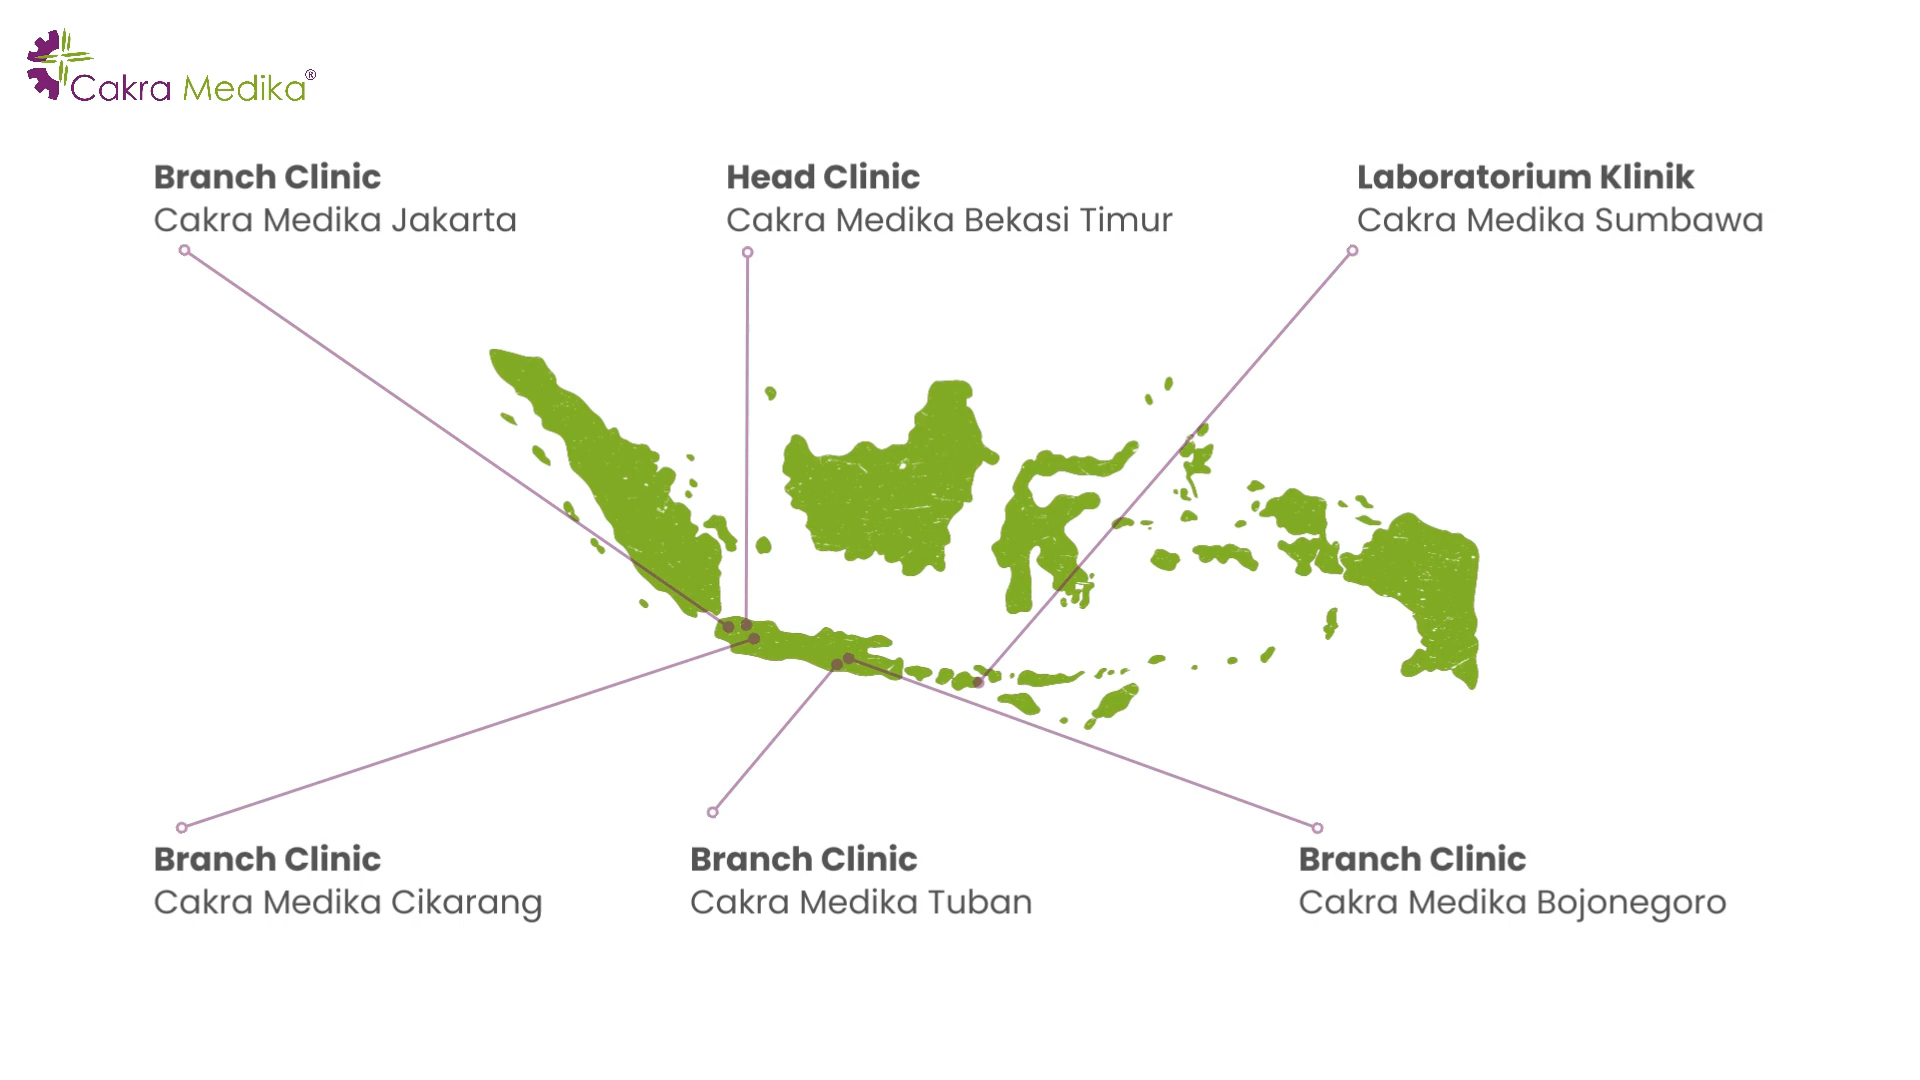 Cakra Medika®
Branch Clinic
Cakra Medika Jakarta
Head Clinic
Cakra Medika Bekasi Timur
Laboratorium Klinik
Cakra Medika Sumbawa
Branch Clinic
Cakra Medika Cikarang
Branch Clinic
Cakra Medika Tuban
Branch Clinic
Cakra Medika Bojonegoro